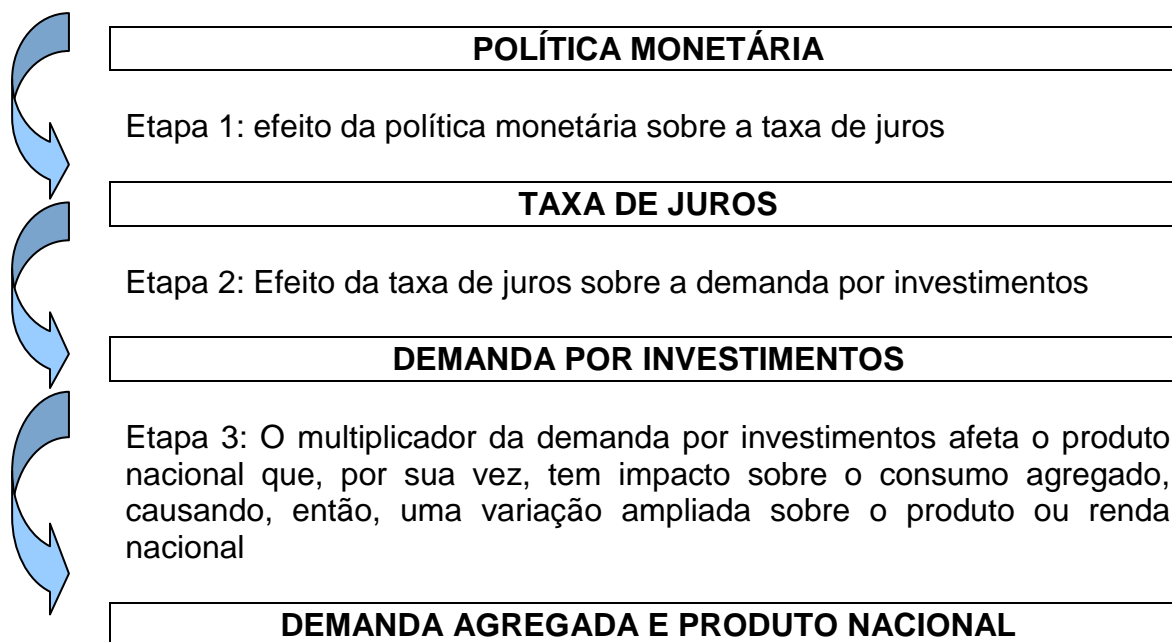 POLÍTICA MONETÁRIA
Etapa 1: efeito da política monetária sobre a taxa de juros
TAXA DE JUROS
Etapa 2: Efeito da taxa de juros sobre a demanda por investimentos
DEMANDA POR INVESTIMENTOS
Etapa 3: O multiplicador da demanda por investimentos afeta o produto
nacional que, por sua vez, tem impacto sobre o consumo agregado,
causando, então, uma variação ampliada sobre o produto ou renda
nacional
DEMANDA AGREGADA E PRODUTO NACIONAL